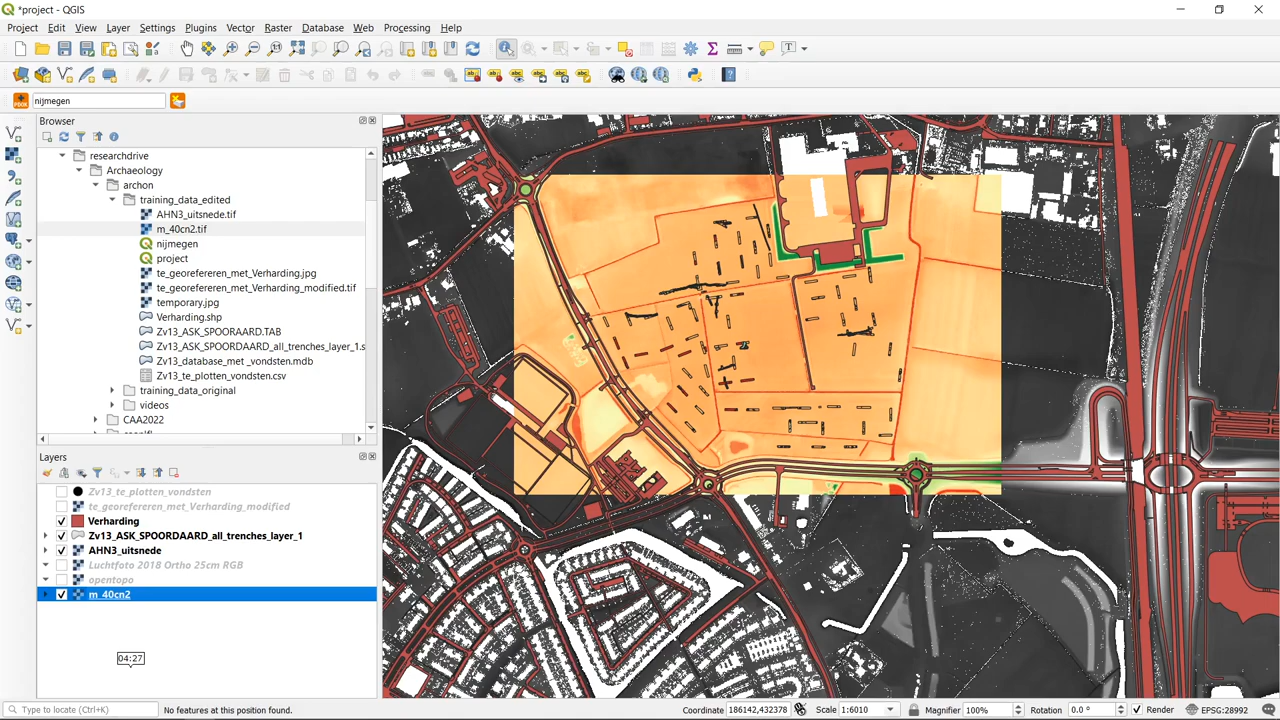 *project — QGIS
Project Edit View Layer Settings Plugins Vector Raster Database Web Processing Help
nijmegen
Browser
researchdrive
Archaeology
archon
training_data_edited
AHN3_uitsnede.tif
m_40cn2.tif
nijmegen
project
te_georefereren_met_Verharding.jpg
te_georefereren_met_Verharding_modified.tif
temporary.jpg
Verharding.shp
Zv13_ASK_SPOORAARD.TAB
Zv13_ASK_SPOORDAARD_all_trenches_layer_1.s
Zv13_database_met _vondsten.mdb
Zv13_te_plotten_vondsten.csv
training_data_original
videos
CAA2022
Layers
Zv13_te_plotten_vondsten
te_georefereren_met_Verharding_modified
Verharding
Zv13_ASK_SPOORDAARD_all_trenches_layer_1
AHN3_uitsnede
Luchtfoto 2018 Ortho 25cm RGB
opentopo
m_40cn2
04:27
Type to locate (Ctrl+K) No features at this position found. Coordinate 186142,432378 Scale 1:6010 Magnifier 100% Rotation 0.0 ° Render EPSG:28992